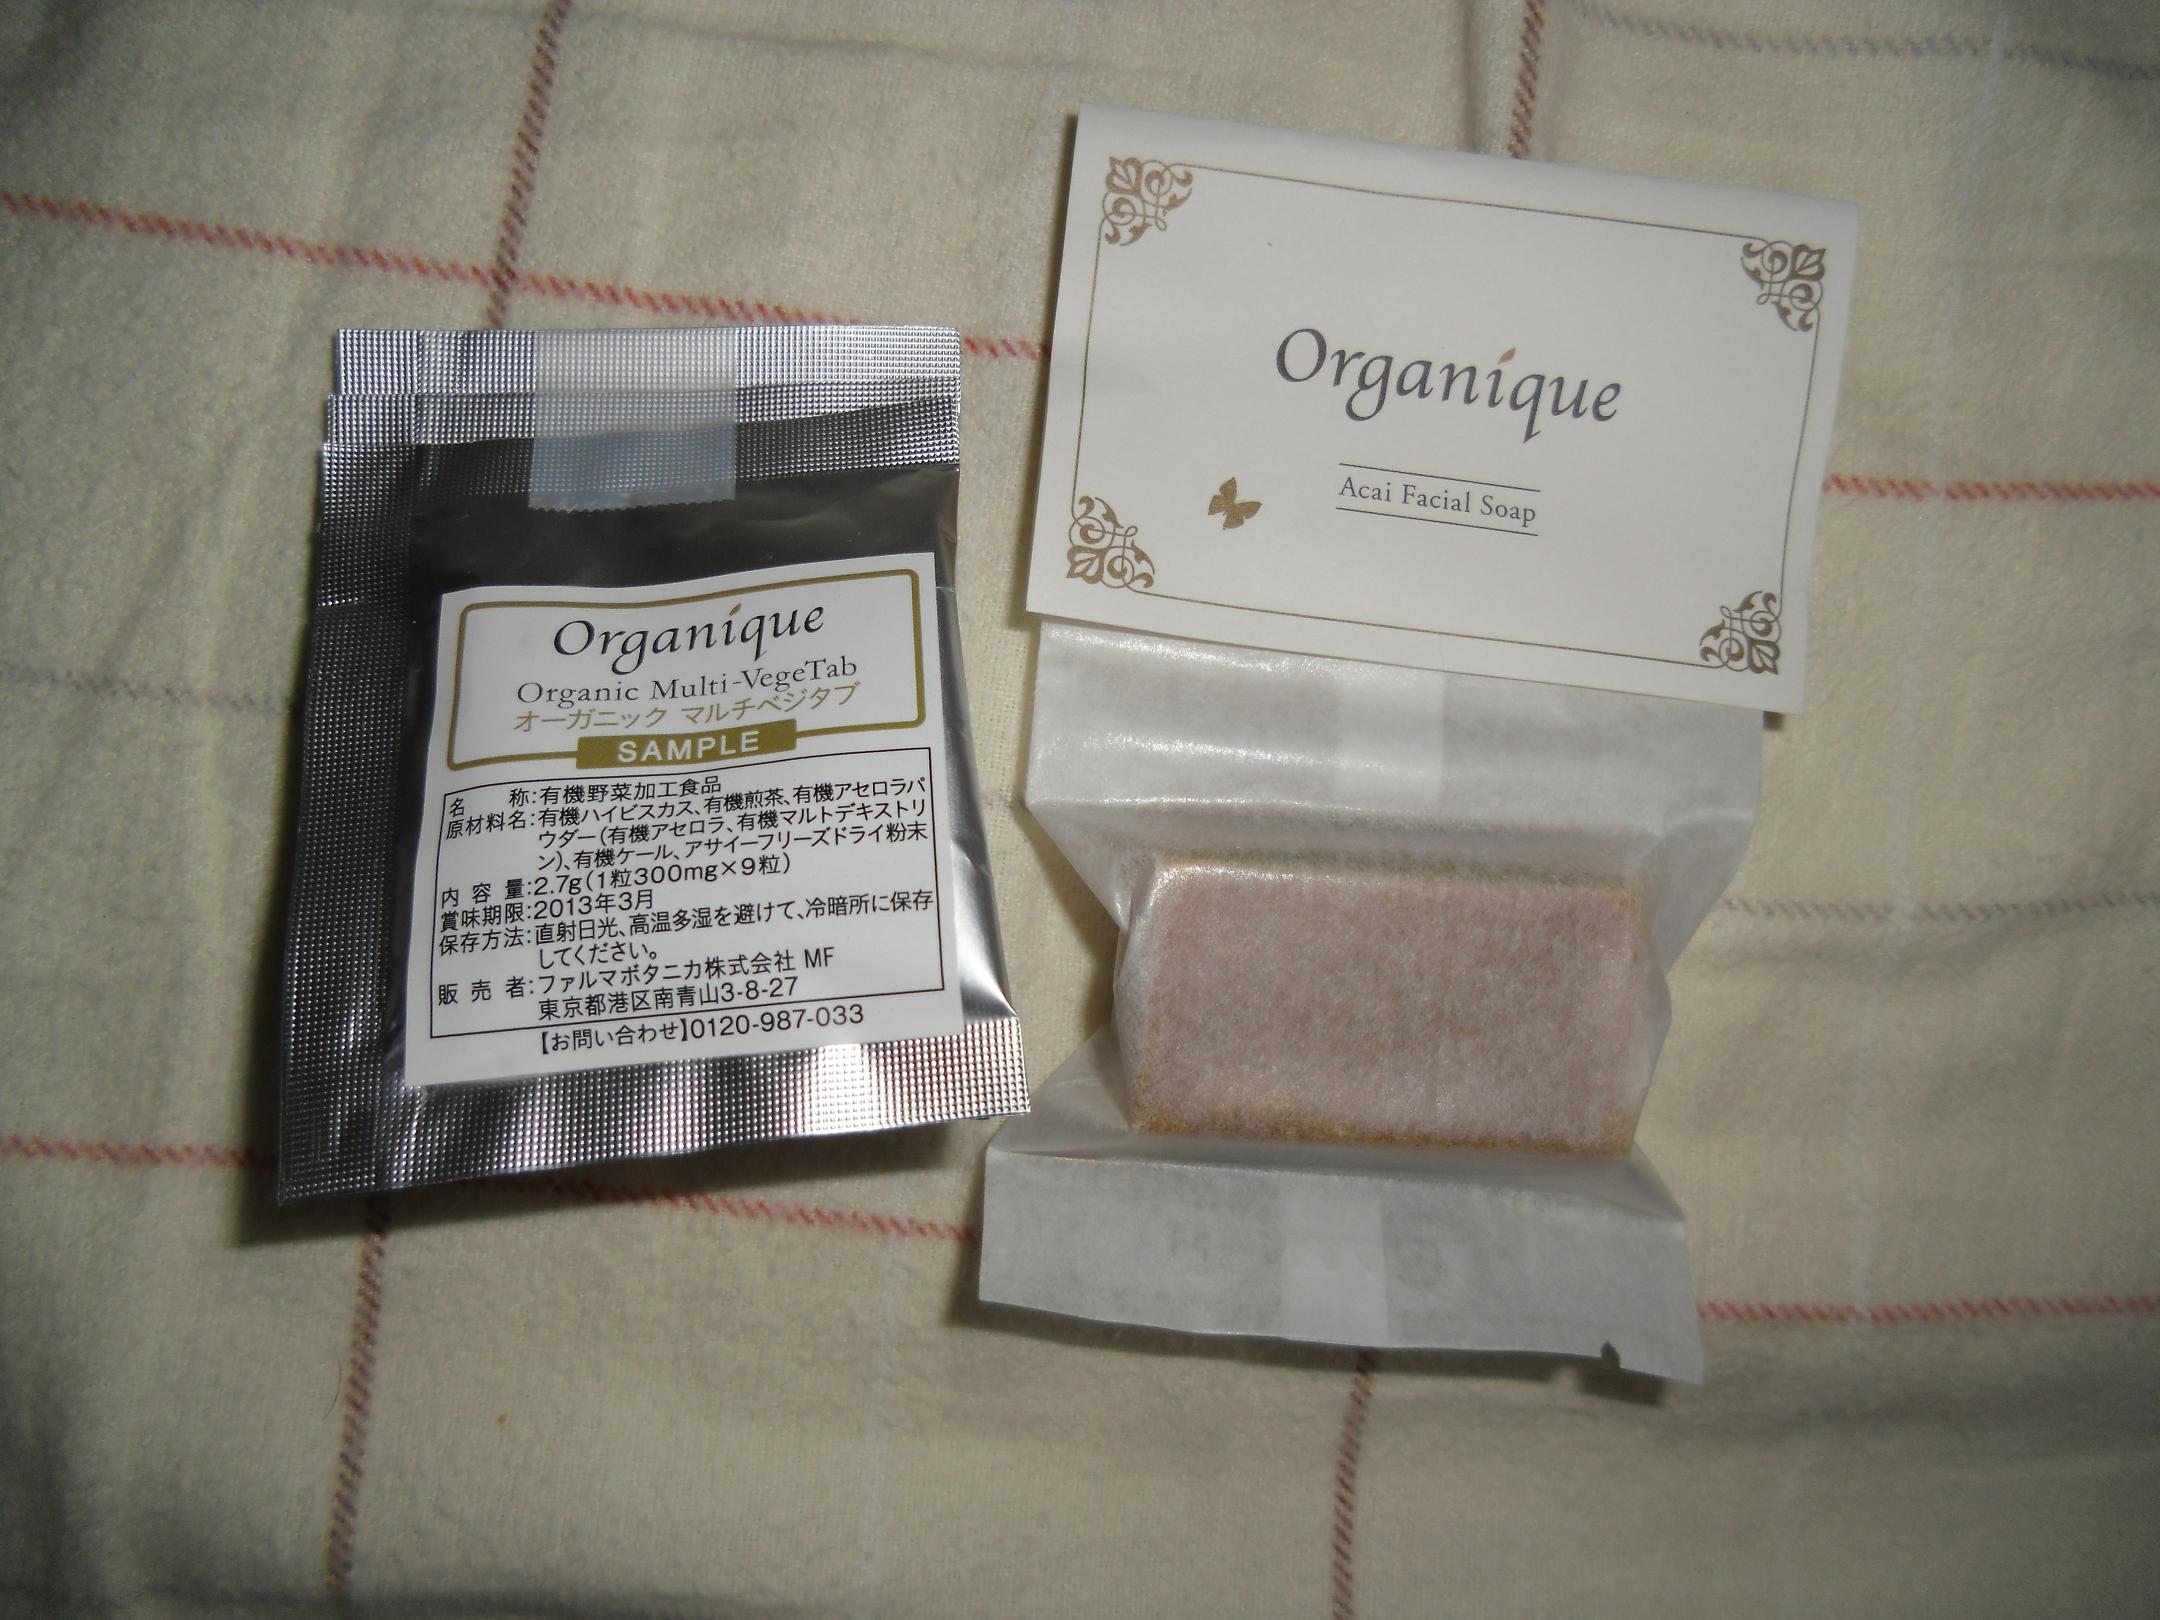 Organique
Organic Multi-VegeTab
オーガニック マルチベジタブ
SAMPLE
名 称:有機野菜加工食品
原材料名:有機ハイビスカス、有機煎茶、有機アセロラパ
ウダー(有機アセロラ、有機マルトデキストリ
ン)、有機ケール、アサイーフリーズドライ粉末
内 容 量:2.7g(1粒300mg×9粒)
賞味期限:2013年3月
保存方法:直射日光、高温多湿を避けて、冷暗所に保存
してください。
販 売 者:ファルマボタニカ株式会社 MF
東京都港区南青山3-8-27
【お問い合わせ】0120-987-033
Organique
Acai Facial Soap